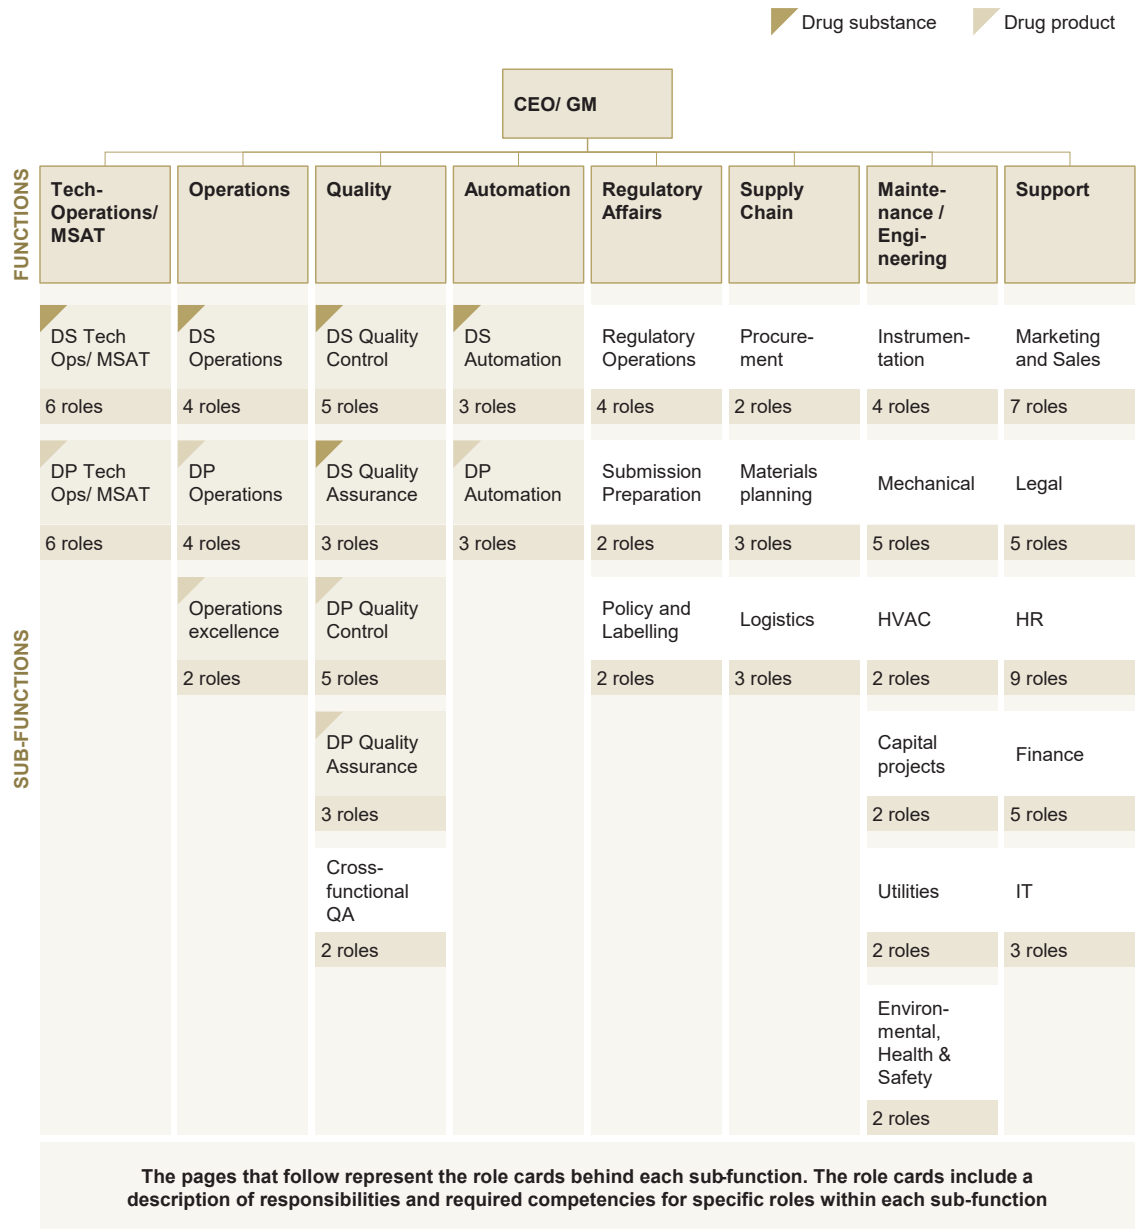 Drug substance
Drug product
CEO/ GM
FUNCTIONS
Tech-
Operations/
MSAT
Operations
Quality
Automation
Regulatory
Affairs
Supply
Chain
Mainte-
nance /
Engi-
neering
Support
SUB-FUNCTIONS
DS Tech
Ops/ MSAT
DS
Operations
DS Quality
Control
DS
Automation
Regulatory
Operations
Procure-
ment
Instrumen-
tation
Marketing
and Sales
6 roles
4 roles
5 roles
3 roles
4 roles
2 roles
4 roles
7 roles
DP Tech
Ops/ MSAT
DP
Operations
DS Quality
Assurance
DP
Automation
Submission
Preparation
Materials
planning
Mechanical
Legal
6 roles
4 roles
3 roles
3 roles
2 roles
3 roles
5 roles
5 roles
Operations
excellence
DP Quality
Control
Policy and
Labelling
Logistics
HVAC
HR
2 roles
5 roles
2 roles
3 roles
2 roles
9 roles
DP Quality
Assurance
Capital
projects
Finance
3 roles
2 roles
5 roles
Cross-
functional
QA
Utilities
IT
2 roles
2 roles
3 roles
Environ-
mental,
Health &
Safety
2 roles
The pages that follow represent the role cards behind each sub-function. The role cards include a
description of responsibilities and required competencies for specific roles within each sub-function